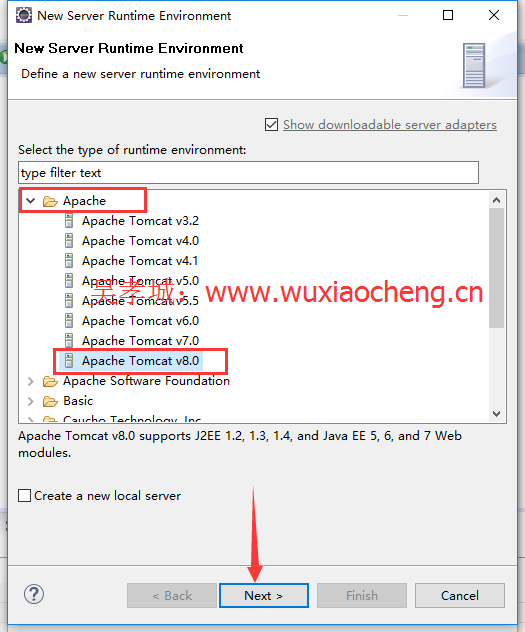 New Server Runtime Environment
New Server Runtime Environment
Define a new server runtime environment
Show downloadable server adapters
Select the type of runtime environment:
type filter text
Apache
Apache Tomcat v3.2
Apache Tomcat v4.0
Apache Tomcat v4.1
Apache Tomcat v5.0
吴孝城：www.wuxiaocheng.cn
Apache Tomcat v5.5
Apache Tomcat v6.0
Apache Tomcat v7.0
Apache Tomcat v8.0
Apache Software Foundation
Basic
Caucho Technology, Inc.
Apache Tomcat v8.0 supports J2EE 1.2, 1.3, 1.4, and Java EE 5, 6, and 7 Web
modules.
Create a new local server
? < Back Next > Finish Cancel